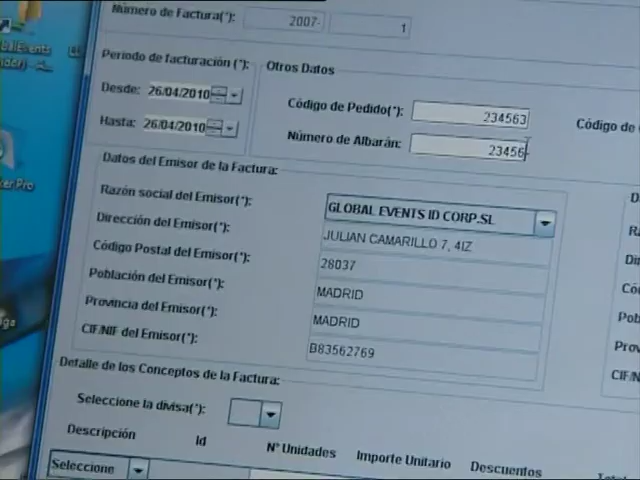 Número de Factura(*): 2007- 1
Período de facturación (*):
Desde: 26/04/2010
Hasta: 26/04/2010
Otros Datos
Código de Pedido(*): 234563
Número de Albarán: 23456
Código de
Datos del Emisor de la Factura:
Razón social del Emisor(*): GLOBAL EVENTS ID CORP.SL
Dirección del Emisor(*): JULIAN CAMARILLO 7, 4IZ
Código Postal del Emisor(*): 28037
Población del Emisor(*): MADRID
Provincia del Emisor(*): MADRID
CIF/NIF del Emisor(*): B83562769
Detalle de los Conceptos de la Factura:
Seleccione la divisa(*):
Descripción Id Nº Unidades Importe Unitario Descuentos
Seleccione